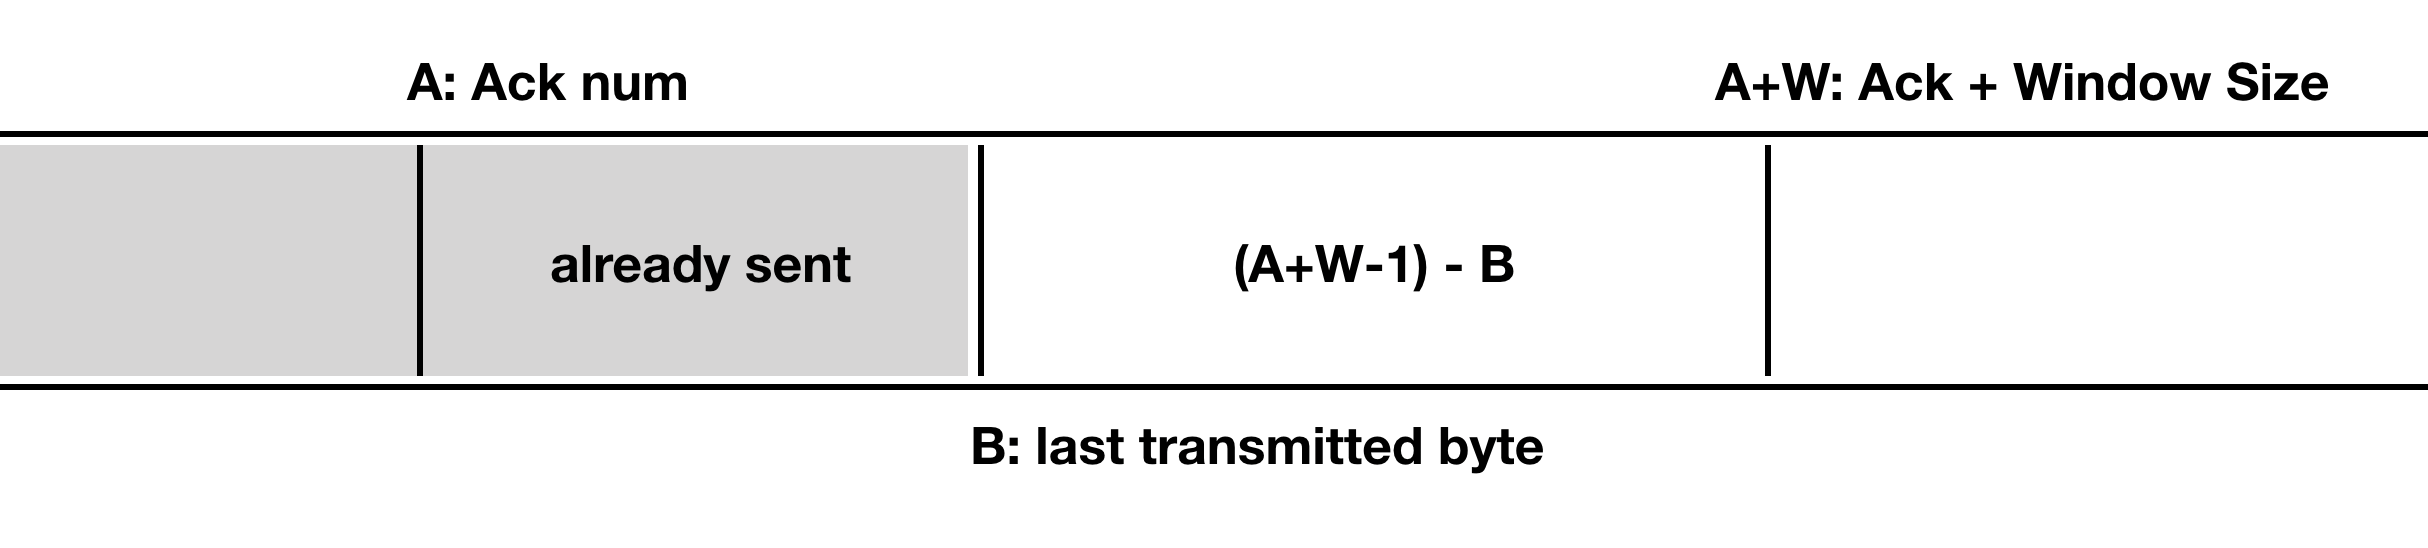 A: Ack num
A+W: Ack + Window Size
already sent
(A+W-1) - B
B: last transmitted byte